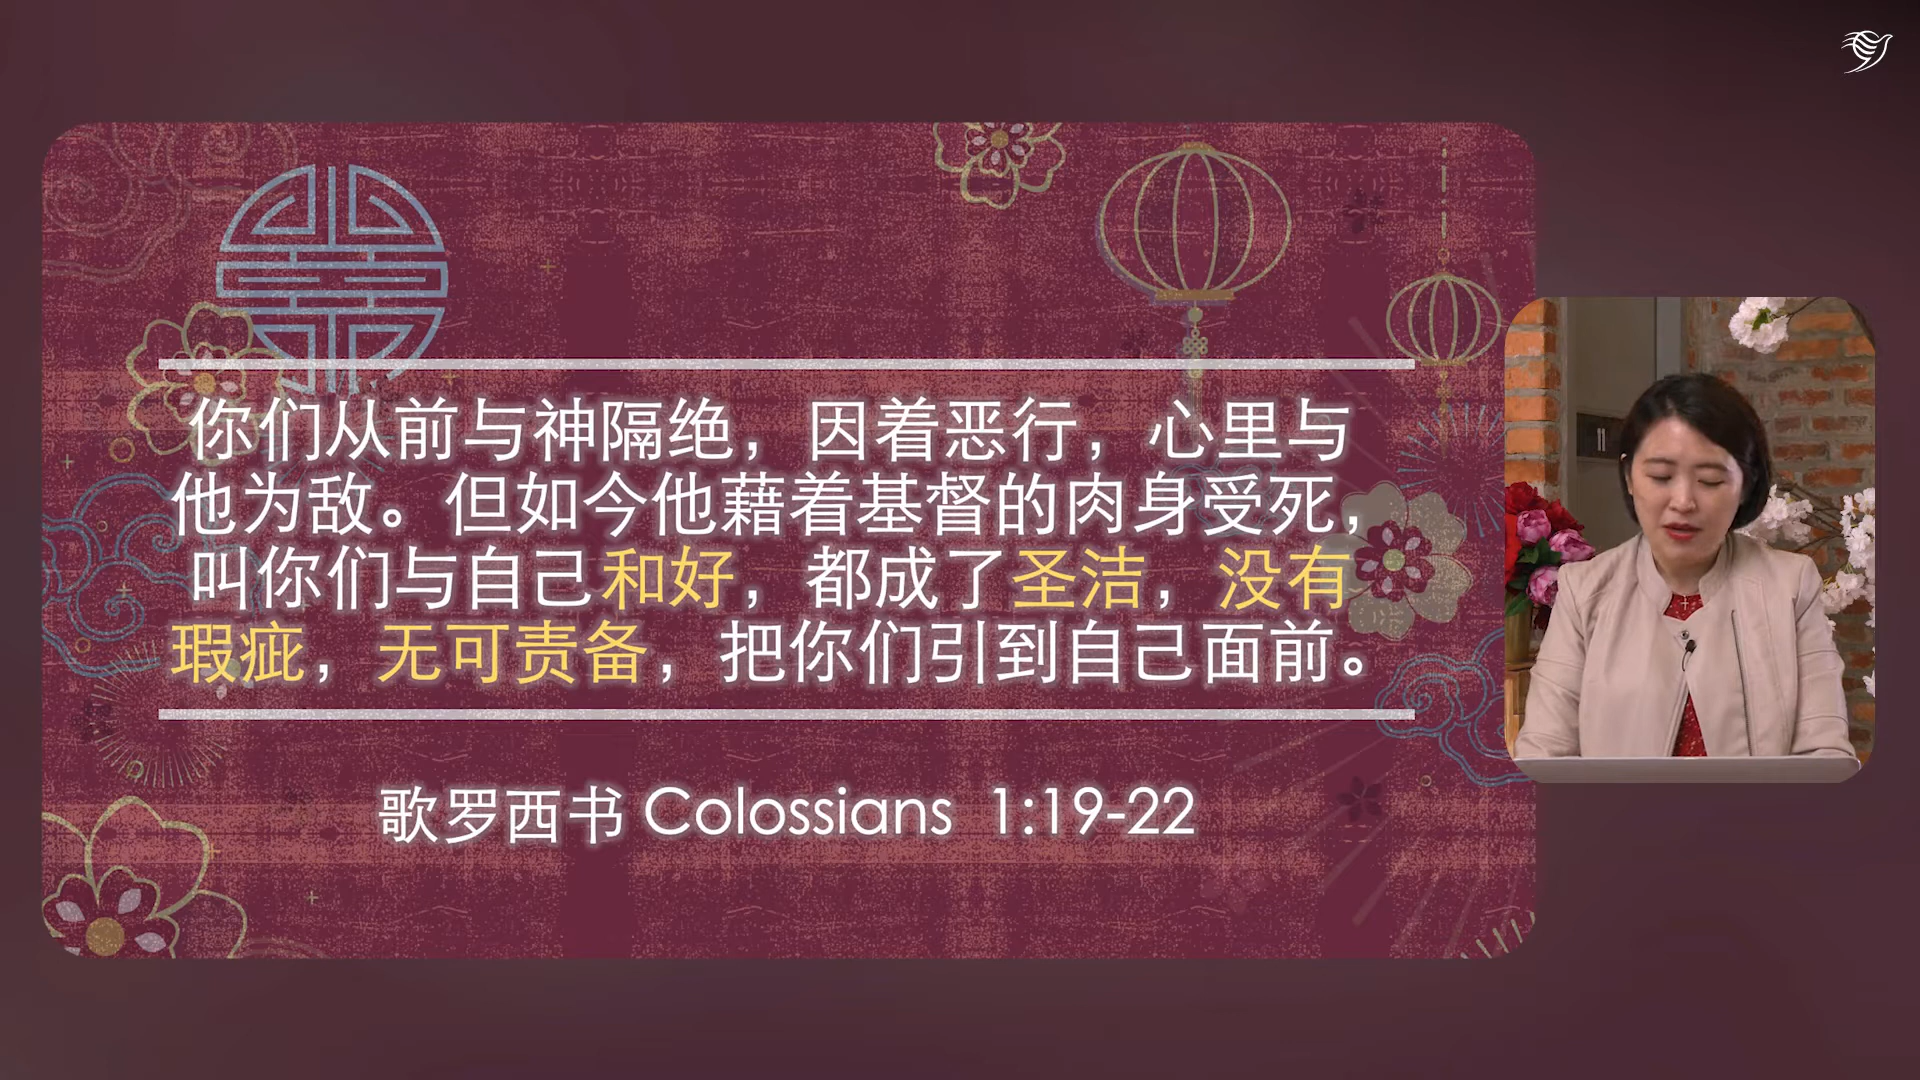 你们从前与神隔绝，因着恶行，心里与
他为敌。但如今他藉着基督的肉身受死，
叫你们与自己和好，都成了圣洁，没有
瑕疵，无可责备，把你们引到自己面前。
歌罗西书 Colossians 1:19-22